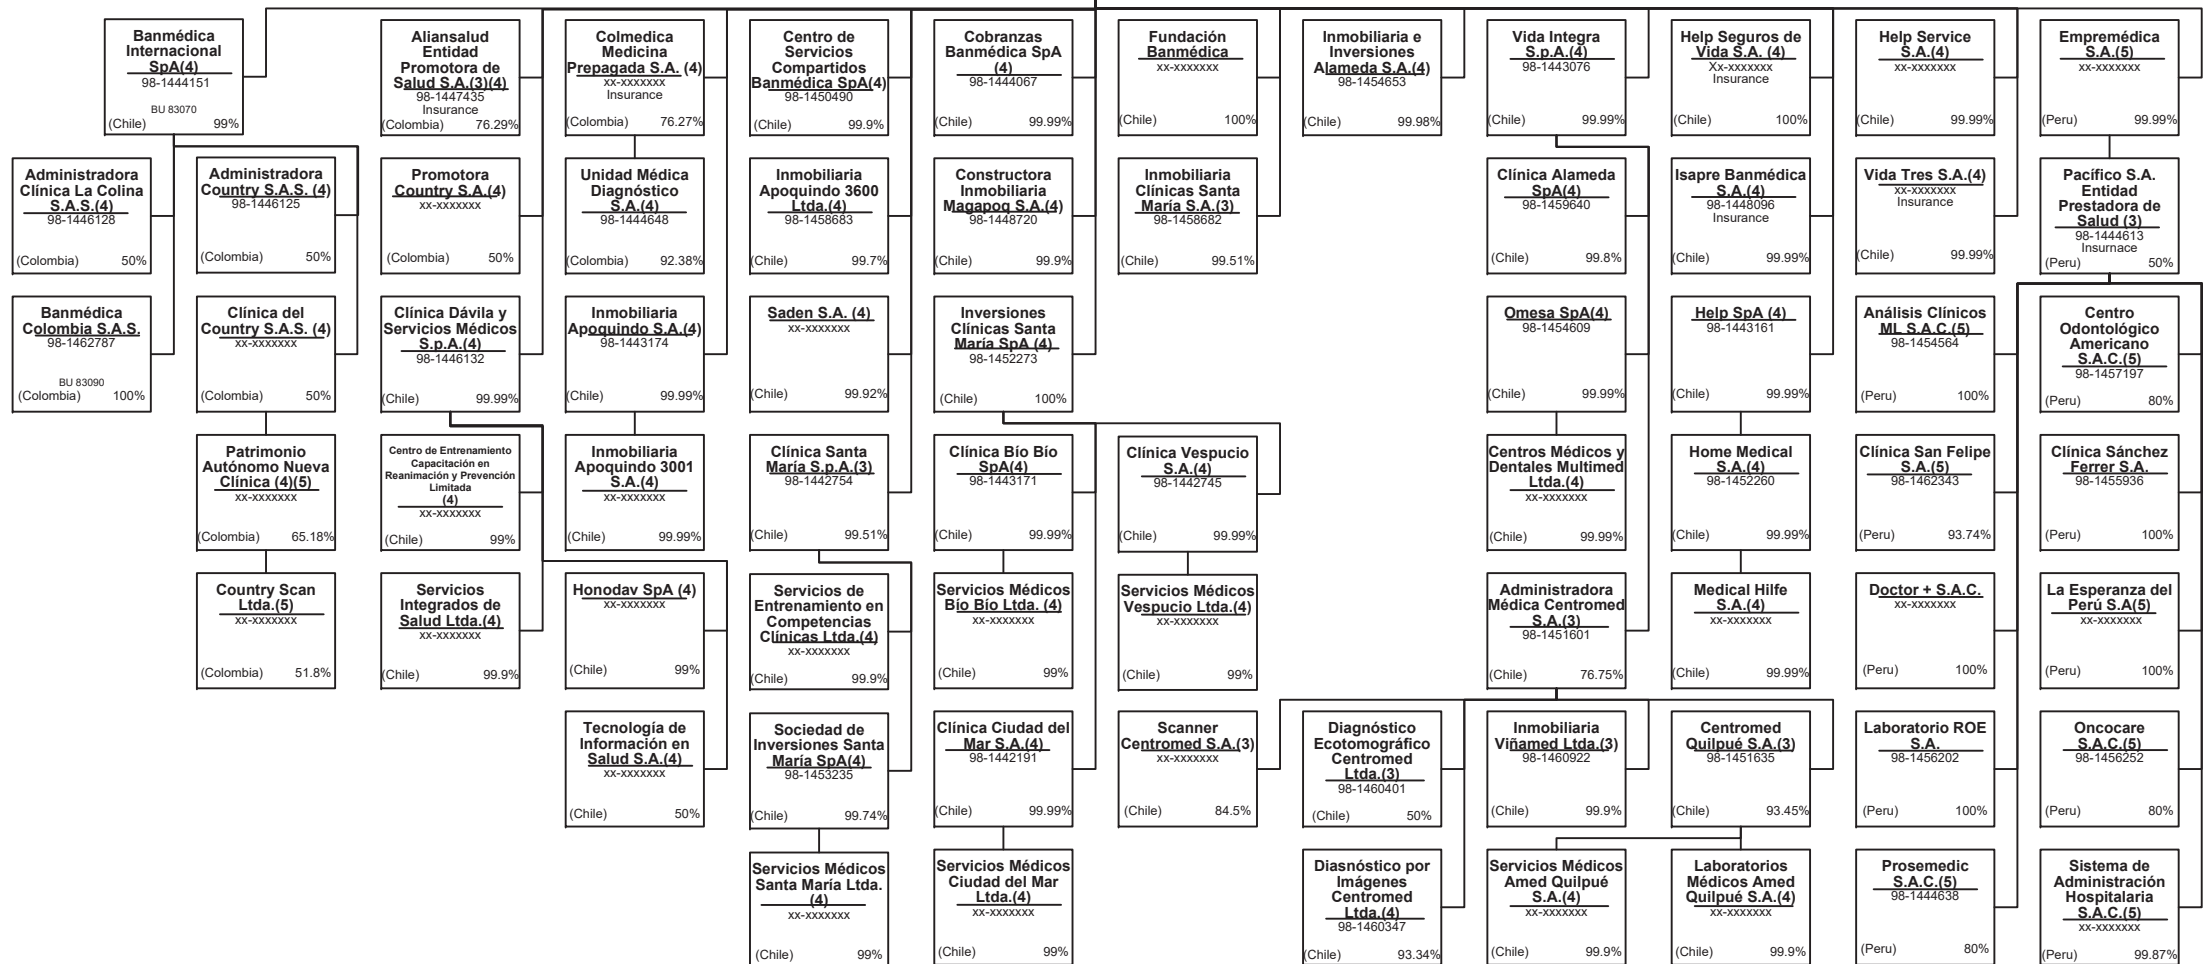 Banmédica
Internacional
SpA(4)
98-1444151
BU 83070
(Chile) 99%
Aliansalud
Entidad
Promotora de
Salud S.A.(3)(4)
98-1447435
Insurance
(Colombia) 76.29%
Colmedica
Medicina
Prepagada S.A. (4)
xx-xxxxxxx
Insurance
(Colombia) 76.27%
Centro de
Servicios
Compartidos
Banmédica SpA(4)
98-1450490
(Chile) 99.9%
Cobranzas
Banmédica SpA
(4)
98-1444067
(Chile) 99.99%
Fundación
Banmédica
xx-xxxxxxx
(Chile) 100%
Inmobiliaria e
Inversiones
Alameda S.A.(4)
98-1454653
(Chile) 99.98%
Vida Integra
S.p.A.(4)
98-1443076
(Chile) 99.99%
Help Seguros de
Vida S.A. (4)
Xx-xxxxxxx
Insurance
(Chile) 100%
Help Service
S.A.(4)
xx-xxxxxxx
(Chile) 99.99%
Empremédica
S.A.(5)
xx-xxxxxxx
(Peru) 99.99%
Administradora
Clínica La Colina
S.A.S.(4)
98-1446128
(Colombia) 50%
Administradora
Country S.A.S. (4)
98-1446125
(Colombia) 50%
Promotora
Country S.A.(4)
xx-xxxxxxx
(Colombia) 50%
Unidad Médica
Diagnóstico
S.A.(4)
98-1444648
(Colombia) 92.38%
Inmobiliaria
Apoquindo 3600
Ltda.(4)
98-1458683
(Chile) 99.7%
Constructora
Inmobiliaria
Magapoq S.A.(4)
98-1448720
(Chile) 99.9%
Inmobiliaria
Clínicas Santa
María S.A.(3)
98-1458682
(Chile) 99.51%
Clínica Alameda
SpA(4)
98-1459640
(Chile) 99.8%
Isapre Banmédica
S.A.(4)
98-1448096
Insurance
(Chile) 99.99%
Vida Tres S.A.(4)
xx-xxxxxxx
Insurance
(Chile) 99.99%
Pacífico S.A.
Entidad
Prestadora de
Salud (3)
98-1444613
Insurnace
(Peru) 50%
Banmédica
Colombia S.A.S.
98-1462787
BU 83090
(Colombia) 100%
Clínica del
Country S.A.S. (4)
xx-xxxxxxx
(Colombia) 50%
Clínica Dávila y
Servicios Médicos
S.p.A.(4)
98-1446132
(Chile) 99.99%
Inmobiliaria
Apoquindo S.A.(4)
98-1443174
(Chile) 99.99%
Saden S.A. (4)
xx-xxxxxxx
(Chile) 99.92%
Inversiones
Clínicas Santa
María SpA (4)
98-1452273
(Chile) 100%
Omesa SpA(4)
98-1454609
(Chile) 99.99%
Help SpA (4)
98-1443161
(Chile) 99.99%
Análisis Clínicos
ML S.A.C.(5)
98-1454564
(Peru) 100%
Centro
Odontológico
Americano
S.A.C.(5)
98-1457197
(Peru) 80%
Patrimonio
Autónomo Nueva
Clínica (4)(5)
xx-xxxxxxx
(Colombia) 65.18%
Centro de Entrenamiento
Capacitación en
Reanimación y Prevención
Limitada
(4)
xx-xxxxxxx
(Chile) 99%
Inmobiliaria
Apoquindo 3001
S.A.(4)
xx-xxxxxxx
(Chile) 99.99%
Clínica Santa
María S.p.A.(3)
98-1442754
(Chile) 99.51%
Clínica Bío Bío
SpA(4)
98-1443171
(Chile) 99.99%
Clínica Vespucio
S.A.(4)
98-1442745
(Chile) 99.99%
Centros Médicos y
Dentales Multimed
Ltda.(4)
xx-xxxxxxx
(Chile) 99.99%
Home Medical
S.A.(4)
98-1452260
(Chile) 99.99%
Clínica San Felipe
S.A.(5)
98-1462343
(Peru) 93.74%
Clínica Sánchez
Ferrer S.A.
98-1455936
(Peru) 100%
Country Scan
Ltda.(5)
xx-xxxxxxx
(Colombia) 51.8%
Servicios
Integrados de
Salud Ltda.(4)
xx-xxxxxxx
(Chile) 99.9%
Honodav SpA (4)
xx-xxxxxxx
(Chile) 99%
Servicios de
Entrenamiento en
Competencias
Clínicas Ltda.(4)
xx-xxxxxxx
(Chile) 99.9%
Servicios Médicos
Bío Bío Ltda. (4)
xx-xxxxxxx
(Chile) 99%
Servicios Médicos
Vespucio Ltda.(4)
xx-xxxxxxx
(Chile) 99%
Administradora
Médica Centromed
S.A.(3)
98-1451601
(Chile) 76.75%
Medical Hilfe
S.A.(4)
xx-xxxxxxx
(Chile) 99.99%
Doctor + S.A.C.
xx-xxxxxxx
(Peru) 100%
La Esperanza del
Perú S.A(5)
xx-xxxxxxx
(Peru) 100%
Tecnología de
Información en
Salud S.A.(4)
xx-xxxxxxx
(Chile) 50%
Sociedad de
Inversiones Santa
María SpA(4)
98-1453235
(Chile) 99.74%
Clínica Ciudad del
Mar S.A.(4)
98-1442191
(Chile) 99.99%
Scanner
Centromed S.A.(3)
xx-xxxxxxx
(Chile) 84.5%
Diagnóstico
Ecotomográfico
Centromed
Ltda.(3)
98-1460401
(Chile) 50%
Inmobiliaria
Viñamed Ltda.(3)
98-1460922
(Chile) 99.9%
Centromed
Quilpué S.A.(3)
98-1451635
(Chile) 93.45%
Laboratorio ROE
S.A.
98-1456202
(Peru) 100%
Oncocare
S.A.C.(5)
98-1456252
(Peru) 80%
Servicios Médicos
Santa María Ltda.
(4)
xx-xxxxxxx
(Chile) 99%
Servicios Médicos
Ciudad del Mar
Ltda.(4)
xx-xxxxxxx
(Chile) 99%
Diasnóstico por
Imágenes
Centromed
Ltda.(4)
98-1460347
(Chile) 93.34%
Servicios Médicos
Amed Quilpué
S.A.(4)
xx-xxxxxxx
(Chile) 99.9%
Laboratorios
Médicos Amed
Quilpué S.A.(4)
xx-xxxxxxx
(Chile) 99.9%
Prosemedic
S.A.C.(5)
98-1444638
(Peru) 80%
Sistema de
Administración
Hospitalaria
S.A.C.(5)
xx-xxxxxxx
(Peru) 99.87%